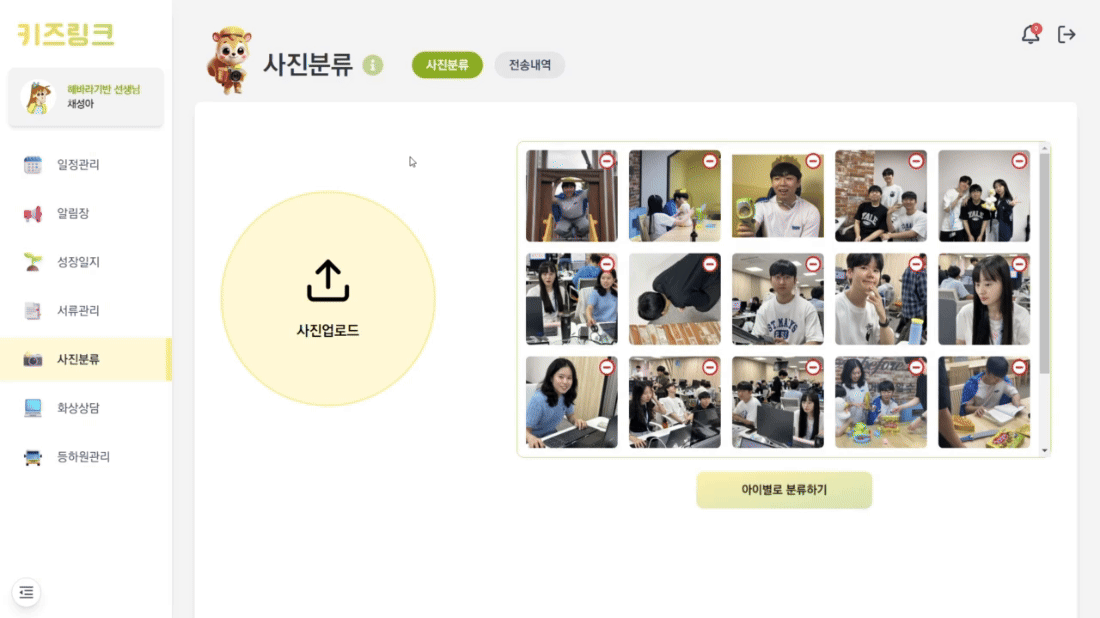 키즈링크
해바라기반 선생님
채성아
일정관리
알림장
성장일지
서류관리
사진분류
화상상담
등하원관리
사진분류
사진분류
전송내역
사진업로드
YALE
YALE
ST.MARYS
아이별로 분류하기